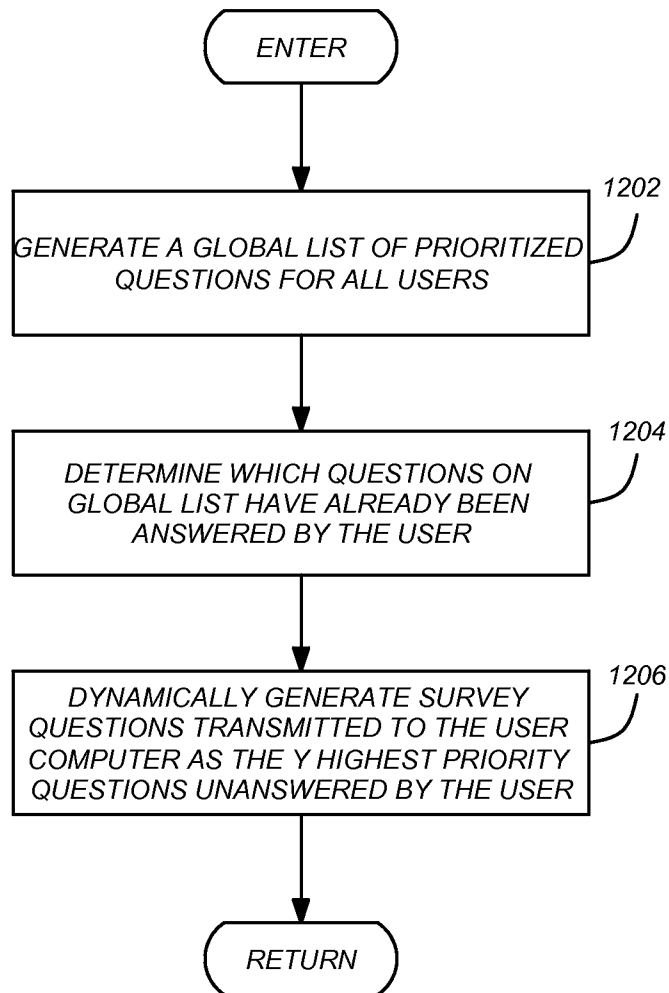 ENTER
1202
GENERATE A GLOBAL LIST OF PRIORITIZED
QUESTIONS FOR ALL USERS
1204
DETERMINE WHICH QUESTIONS ON
GLOBAL LIST HAVE ALREADY BEEN
ANSWERED BY THE USER
1206
DYNAMICALLY GENERATE SURVEY
QUESTIONS TRANSMITTED TO THE USER
COMPUTER AS THE Y HIGHEST PRIORITY
QUESTIONS UNANSWERED BY THE USER
RETURN